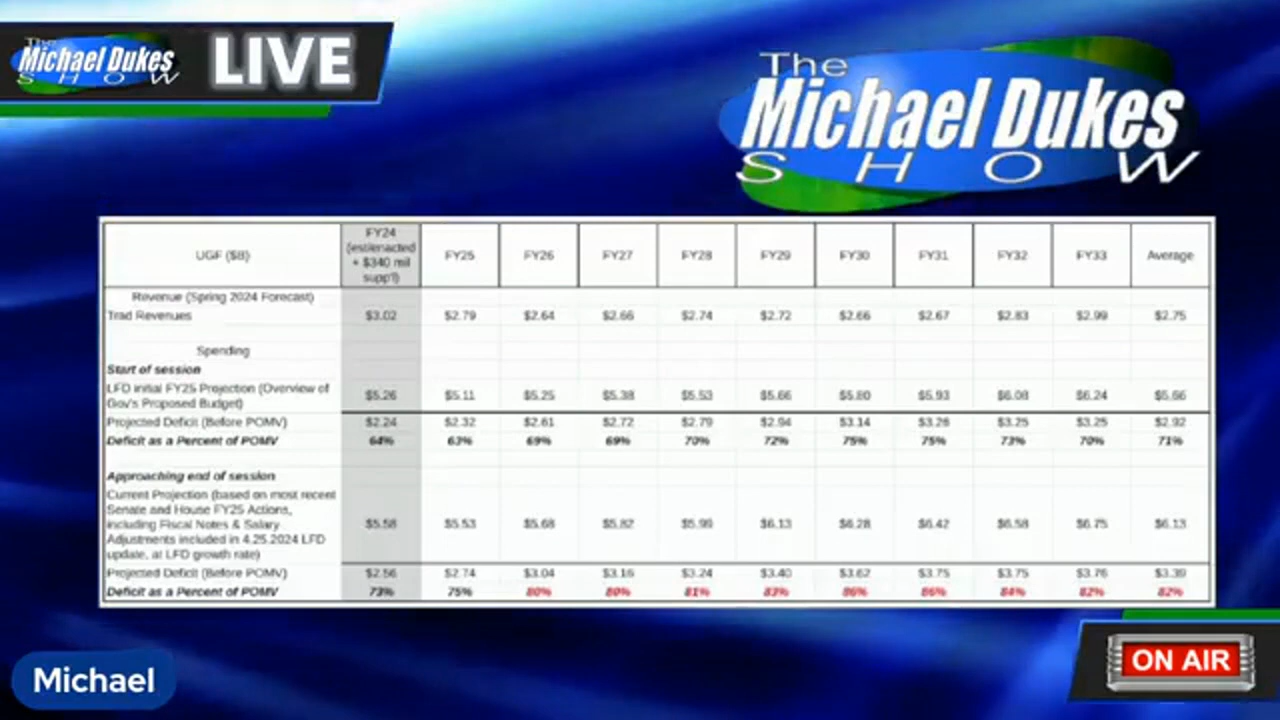 The
Michael Dukes
SHOW
LIVE
The
Michael Dukes
SHOW
UGF ($B) FY24 (est/enacted + $340 mil suppl) FY25 FY26 FY27 FY28 FY29 FY30 FY31 FY32 FY33 Average
Revenue (Spring 2024 Forecast)
Trad Revenues $3.02 $2.79 $2.64 $2.66 $2.74 $2.72 $2.66 $2.67 $2.83 $2.99 $2.75
Spending
Start of session
LFD initial FY25 Projection (Overview of
Gov's Proposed Budget) $5.26 $5.11 $5.25 $5.38 $5.53 $5.66 $5.80 $5.93 $6.08 $6.24 $5.66
Projected Deficit (Before POMV) $2.24 $2.32 $2.61 $2.72 $2.79 $2.94 $3.14 $3.26 $3.25 $3.25 $2.92
Deficit as a Percent of POMV 64% 63% 69% 69% 70% 72% 75% 75% 73% 70% 71%
Approaching end of session
Current Projection (based on most recent
Senate and House FY25 Actions,
including Fiscal Notes & Salary
Adjustments included in 4.25.2024 LFD
update, at LFD growth rate) $5.58 $5.53 $5.68 $5.82 $5.99 $6.13 $6.28 $6.42 $6.58 $6.75 $6.13
Projected Deficit (Before POMV) $2.56 $2.74 $3.04 $3.16 $3.24 $3.40 $3.62 $3.75 $3.75 $3.76 $3.39
Deficit as a Percent of POMV 73% 75% 80% 80% 81% 83% 86% 86% 84% 82% 82%
Michael
ON AIR